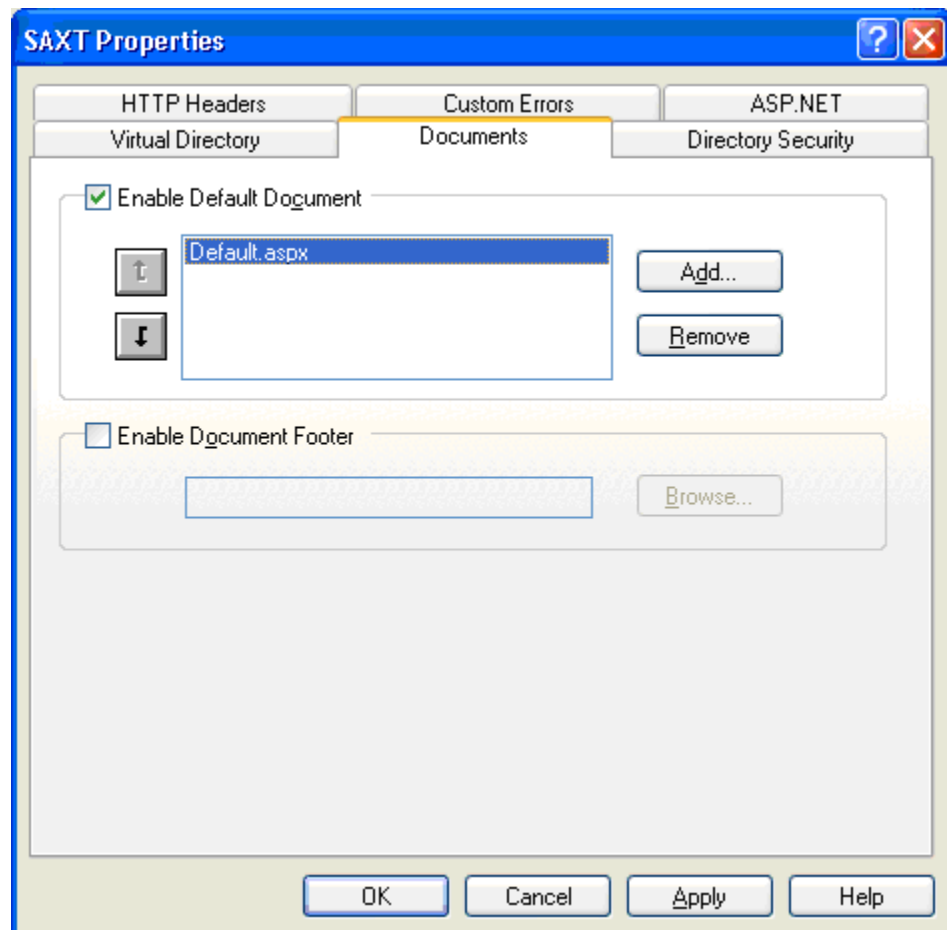 SAXT Properties
HTTP Headers Custom Errors ASP.NET
Virtual Directory Documents Directory Security
Enable Default Document
Default.aspx
Add...
Remove
Enable Document Footer
Browse...
OK Cancel Apply Help